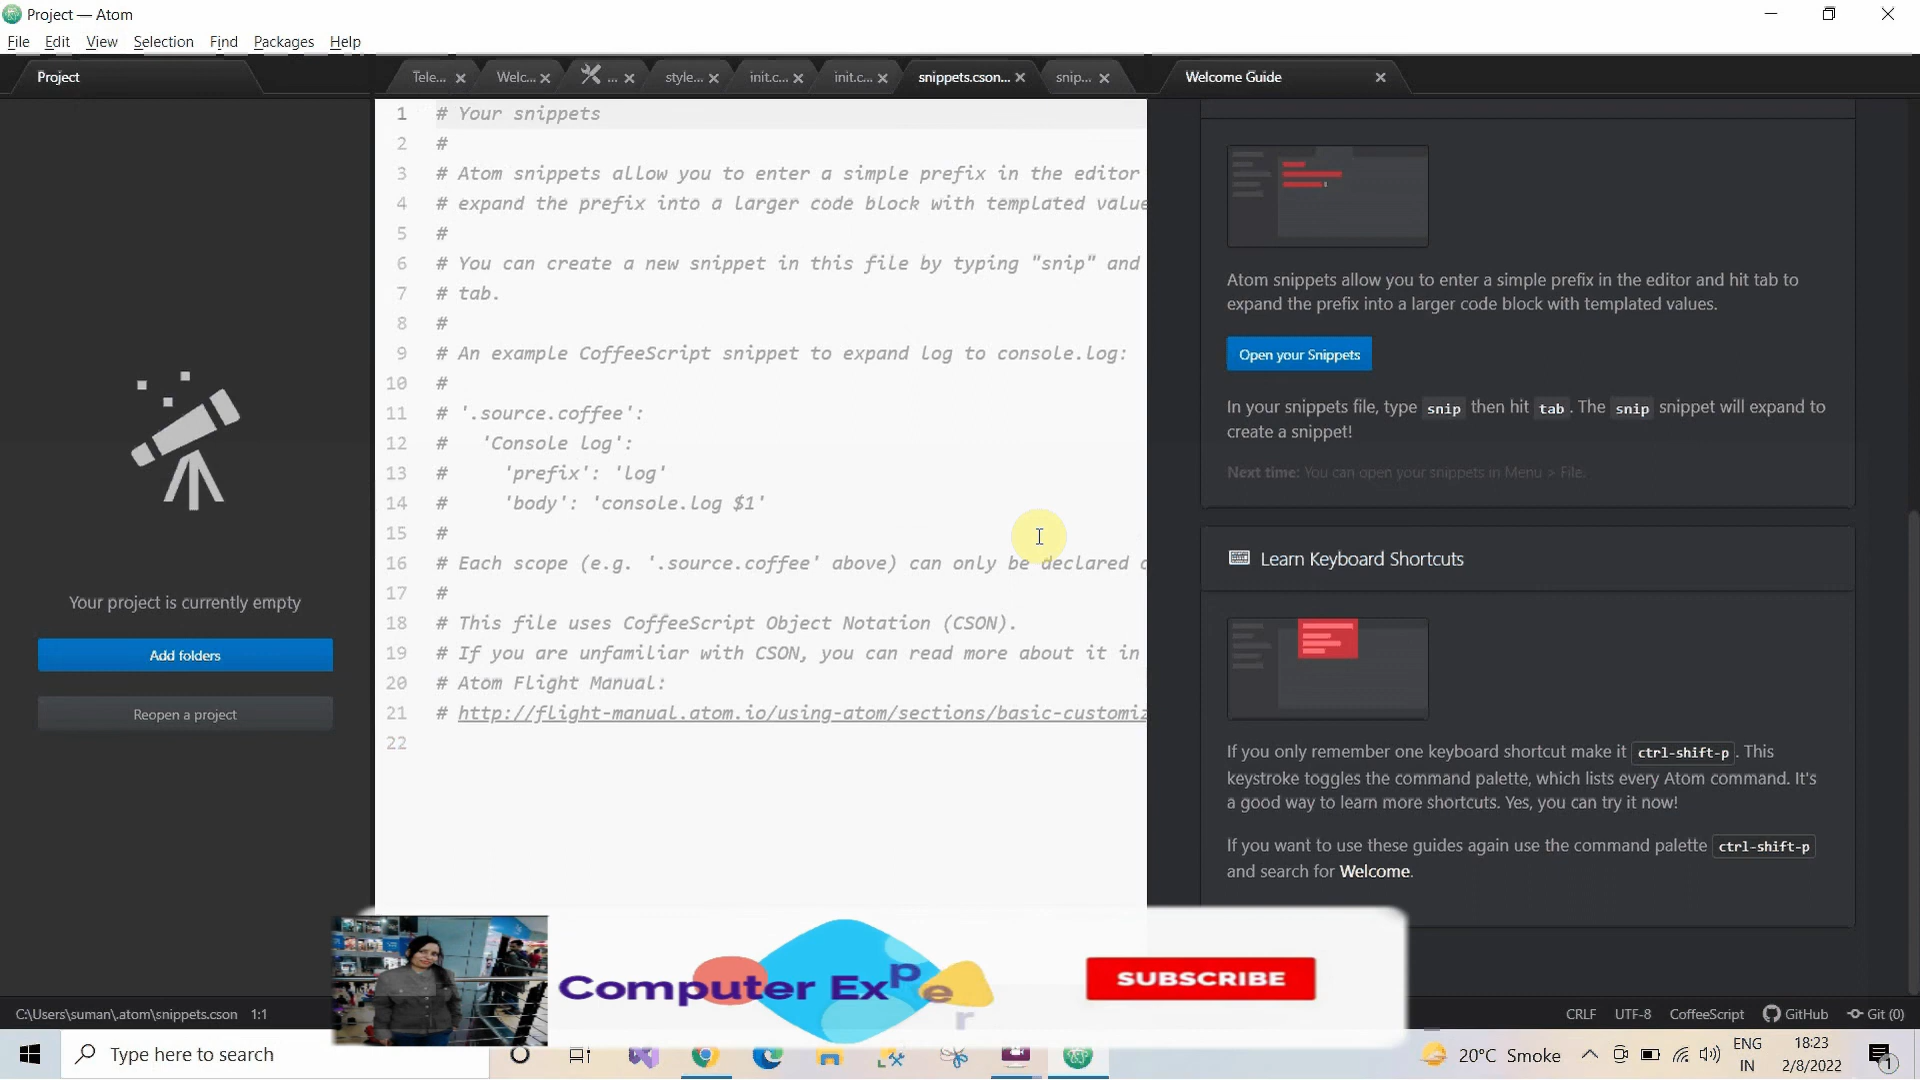 Project — Atom
File Edit View Selection Find Packages Help
Project
Tele... Welc... ... style... init.c... init.c... snippets.cson... snip... Welcome Guide
1 # Your snippets
2 #
3 # Atom snippets allow you to enter a simple prefix in the editor
4 # expand the prefix into a larger code block with templated value
5 #
6 # You can create a new snippet in this file by typing "snip" and
7 # tab.
8 #
9 # An example CoffeeScript snippet to expand log to console.log:
10 #
11 # '.source.coffee':
12 #   'Console log':
13 #     'prefix': 'log'
14 #     'body': 'console.log $1'
15 #
16 # Each scope (e.g. '.source.coffee' above) can only be declared
17 #
18 # This file uses CoffeeScript Object Notation (CSON).
19 # If you are unfamiliar with CSON, you can read more about it in
20 # Atom Flight Manual:
21 # http://flight-manual.atom.io/using-atom/sections/basic-customiz
22
Your project is currently empty
Add folders
Reopen a project
Atom snippets allow you to enter a simple prefix in the editor and hit tab to
expand the prefix into a larger code block with templated values.
Open your Snippets
In your snippets file, type snip then hit tab . The snip snippet will expand to
create a snippet!
Next time: You can open your snippets in Menu > File.
Learn Keyboard Shortcuts
If you only remember one keyboard shortcut make it ctrl-shift-p . This
keystroke toggles the command palette, which lists every Atom command. It's
a good way to learn more shortcuts. Yes, you can try it now!
If you want to use these guides again use the command palette ctrl-shift-p
and search for Welcome.
Computer Exper
SUBSCRIBE
C:\Users\suman\.atom\snippets.cson 1:1
CRLF UTF-8 CoffeeScript GitHub Git (0)
Type here to search
20°C Smoke
ENG
IN
18:23
2/8/2022
1